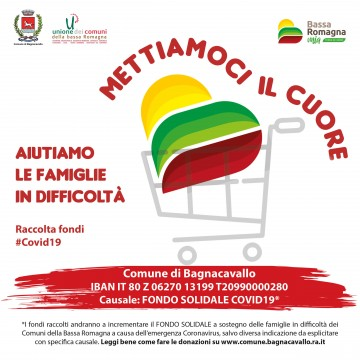 Comune di Bagnacavallo
unione dei comuni
della bassa Romagna
Bassa
Romagna
mia
METTIAMOCI IL CUORE
AIUTIAMO
LE FAMIGLIE
IN DIFFICOLTÀ
Raccolta fondi
#Covid19
Comune di Bagnacavallo
IBAN IT 80 Z 06270 13199 T20990000280
Causale: FONDO SOLIDALE COVID19*
*I fondi raccolti andranno a incrementare il FONDO SOLIDALE a sostegno delle famiglie in difficoltà dei
Comuni della Bassa Romagna a causa dell'emergenza Coronavirus, salvo diversa indicazione da esplicitare
con specifica causale. Leggi bene come fare le donazioni su www.comune.bagnacavallo.ra.it